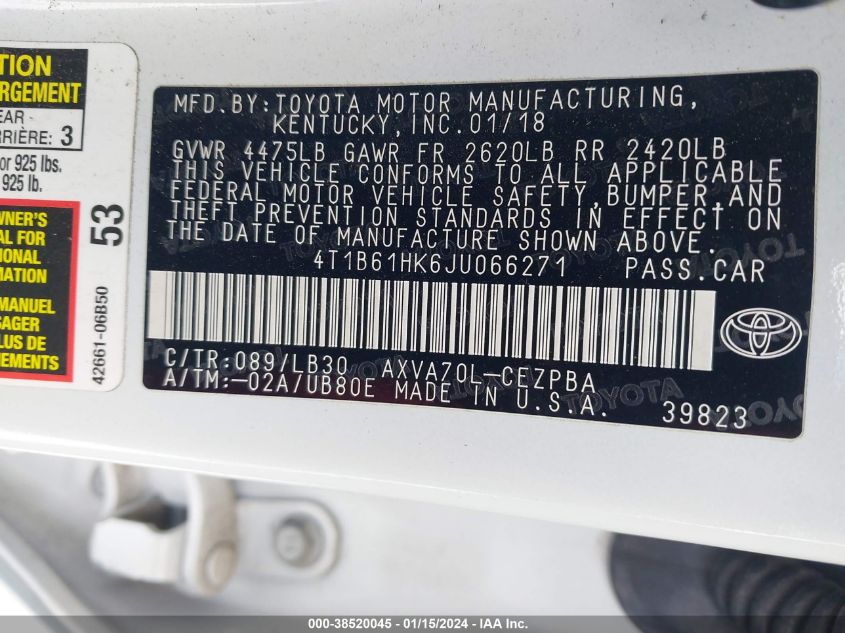 TION
RGEMENT
EAR -
RRIÈRE: 3
or 925 lbs.
925 lb.
WNER'S
AL FOR
TIONAL
MATION
MANUEL
SAGER
PLUS DE
NEMENTS
53
42661-06B50
MFD.BY:TOYOTA MOTOR MANUFACTURING,
KENTUCKY,INC.01/18
GVWR 4475LB GAWR FR 2620LB RR 2420LB
THIS VEHICLE CONFORMS TO ALL APPLICABLE
FEDERAL MOTOR VEHICLE SAFETY,BUMPER,AND
THEFT PREVENTION STANDARDS IN EFFECT ON
THE DATE OF MANUFACTURE SHOWN ABOVE.
4T1B61HK6JU066271 PASS.CAR
C/TR:089/LB30 AXVA70L-CEZPBA
A/TM:-02A/UB80E MADE IN U.S.A.
39823
000-38520045 - 01/15/2024 - IAA Inc.